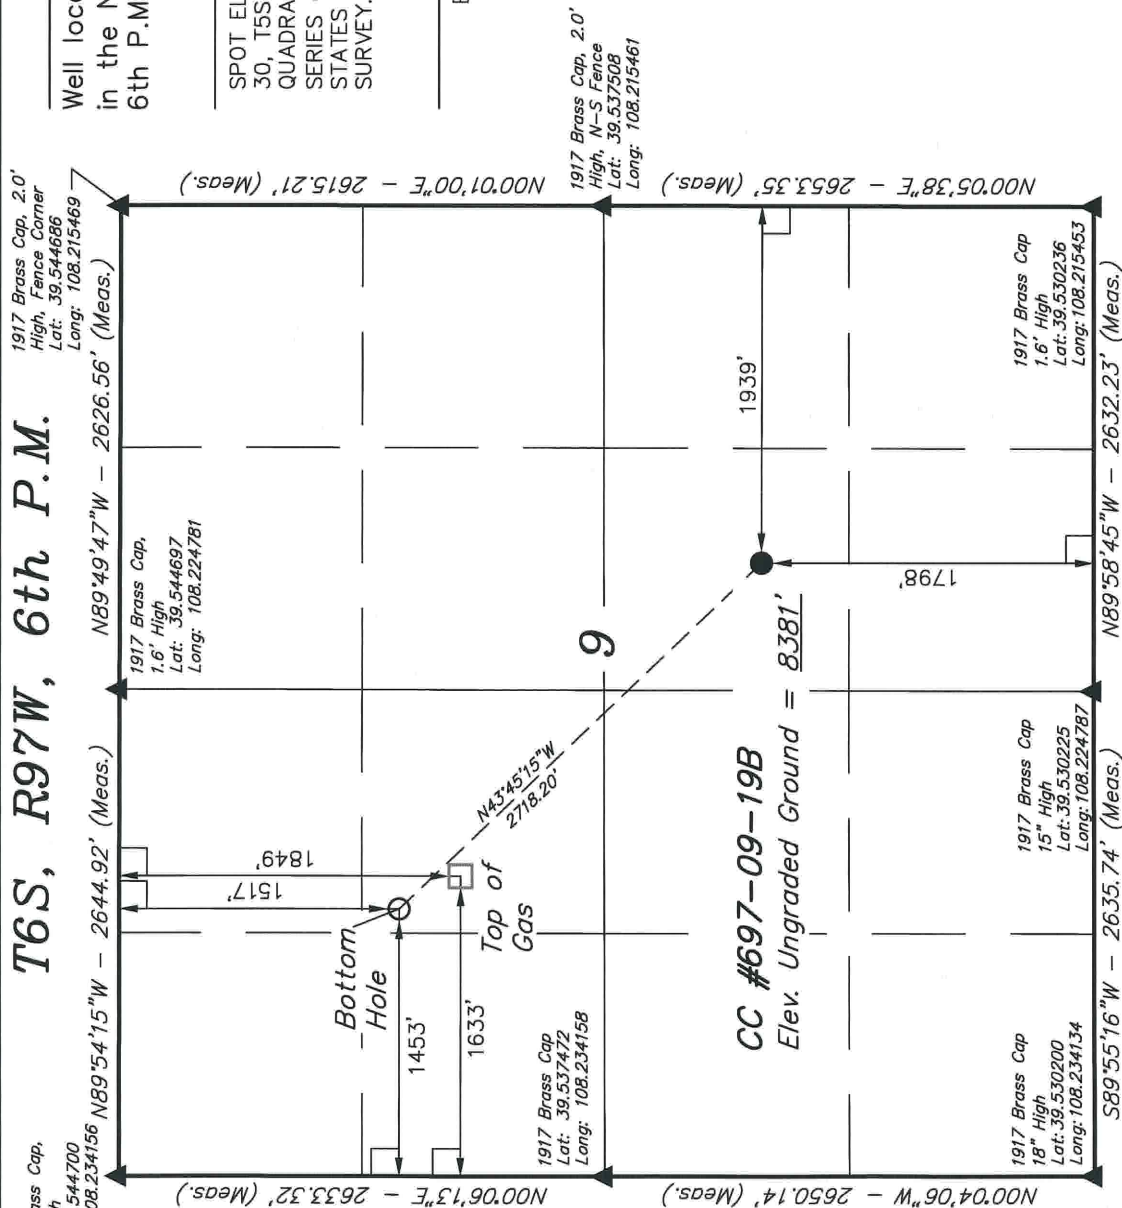 T6S, R97W, 6th P.M.
Well loc
in the N
6th P.M
SPOT EL
30, T5S
QUADRA
SERIES
STATES
SURVEY.
ass Cap,
544700
08.234156
N89°54'15"W - 2644.92' (Meas.)
N89°49'47"W - 2626.56' (Meas.)
1917 Brass Cap, 2.0'
High, Fence Corner
Lat: 39.544686
Long: 108.215469
1917 Brass Cap,
1.6' High
Lat: 39.544697
Long: 108.224781
N00°06'13"E - 2633.32' (Meas.)
N00°01'00"E - 2615.21' (Meas.)
1849'
1517'
Bottom
Hole
Top of
Gas
1453'
1633'
N43°45'15"W
2718.20'
1917 Brass Cap
Lat: 39.537472
Long: 108.234158
9
1917 Brass Cap, 2.0'
High, N-S Fence
Lat: 39.537508
Long: 108.215461
CC #697-09-19B
Elev. Ungraded Ground = 8381'
1939'
1798'
N00°04'06"W - 2650.14' (Meas.)
N00°05'38"E - 2653.35' (Meas.)
1917 Brass Cap
18" High
Lat: 39.530200
Long: 108.234134
1917 Brass Cap
15" High
Lat: 39.530225
Long: 108.224787
1917 Brass Cap
1.6' High
Lat: 39.530236
Long: 108.215453
S89°55'16"W - 2635.74' (Meas.)
N89°58'45"W - 2632.23' (Meas.)